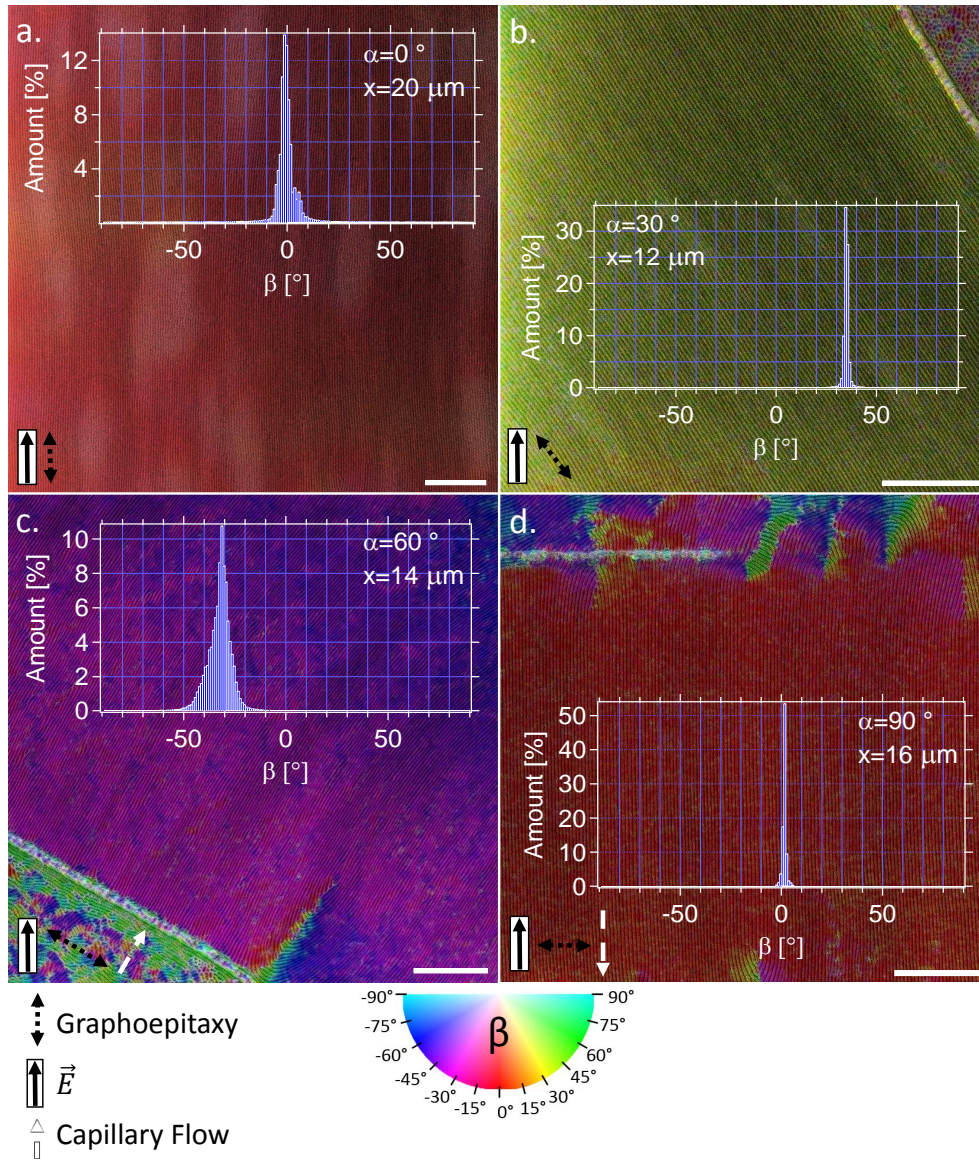 a.
Amount [%]
12
8
4
α=0 °
x=20 μm
-50
0
50
β [°]
b.
Amount [%]
30
20
10
0
α=30 °
x=12 μm
-50
0
50
β [°]
c.
Amount [%]
10
8
6
4
2
0
α=60 °
x=14 μm
-50
0
50
β [°]
d.
Amount [%]
50
40
30
20
10
0
α=90 °
x=16 μm
-50
0
50
β [°]
Graphoepitaxy
E⃗
Capillary Flow
β
-90°
-75°
-60°
-45°
-30°
-15°
0°
15°
30°
45°
60°
75°
90°